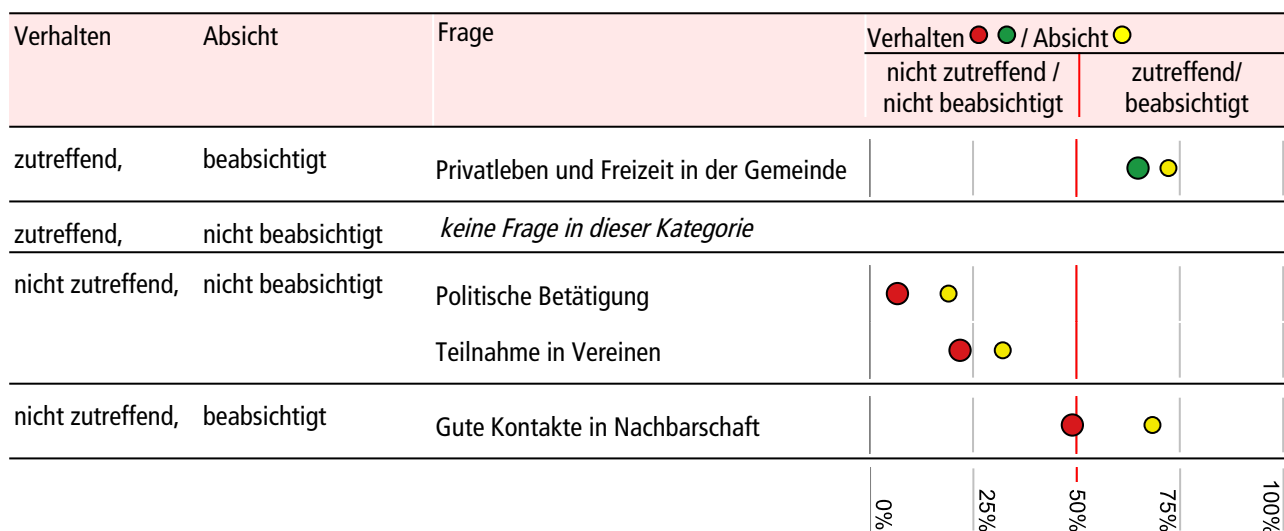 Verhalten Absicht Frage Verhalten / Absicht
nicht zutreffend / zutreffend/
nicht beabsichtigt beabsichtigt
zutreffend, beabsichtigt Privatleben und Freizeit in der Gemeinde
zutreffend, nicht beabsichtigt keine Frage in dieser Kategorie
nicht zutreffend, nicht beabsichtigt Politische Betätigung
Teilnahme in Vereinen
nicht zutreffend, beabsichtigt Gute Kontakte in Nachbarschaft
0% 25% 50% 75% 100%